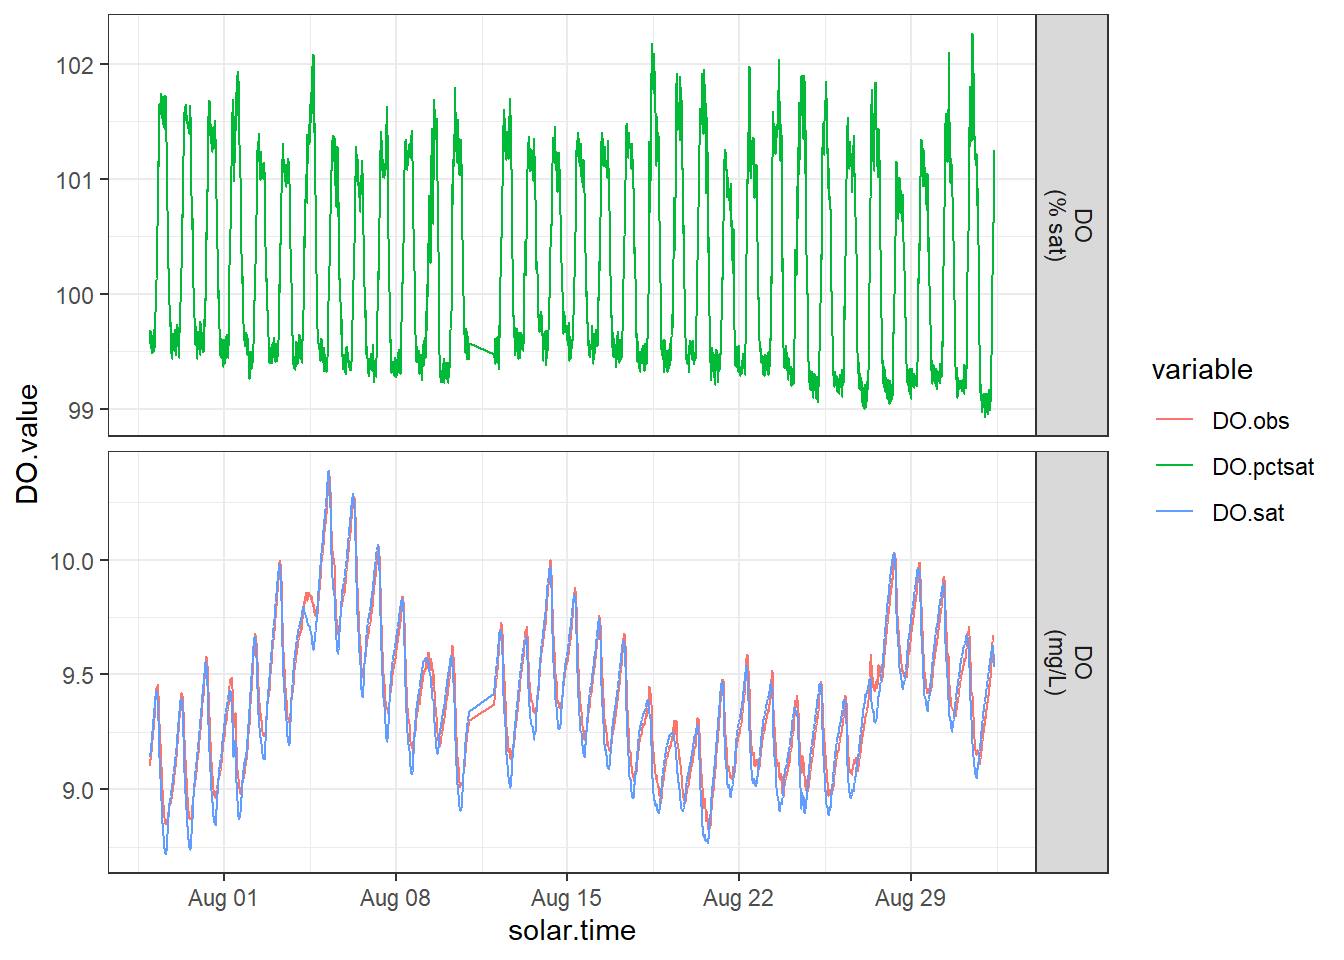 DO.value
102
101
100
99
DO
(% sat)
10.0
9.5
9.0
DO
(mg/L)
Aug 01
Aug 08
Aug 15
Aug 22
Aug 29
solar.time
variable
DO.obs
DO.pctsat
DO.sat